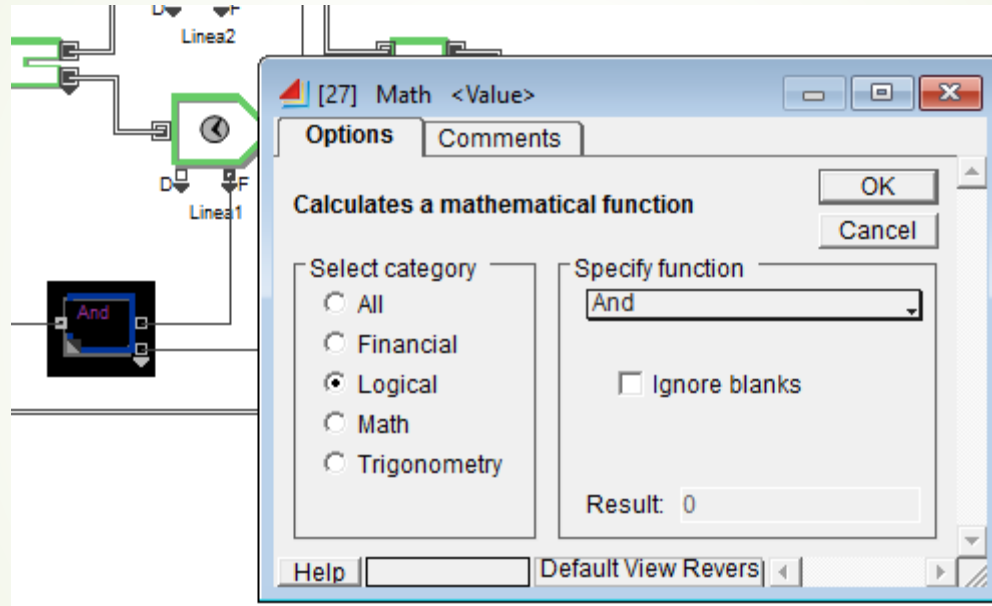 D F
Linea2
[27] Math <Value>
Options Comments
D F
Linea1
OK
Calculates a mathematical function
Cancel
Select category
Specify function
All
And
Financial
And
Logical
Ignore blanks
Math
Trigonometry
Result: 0
Help
Default View Revers